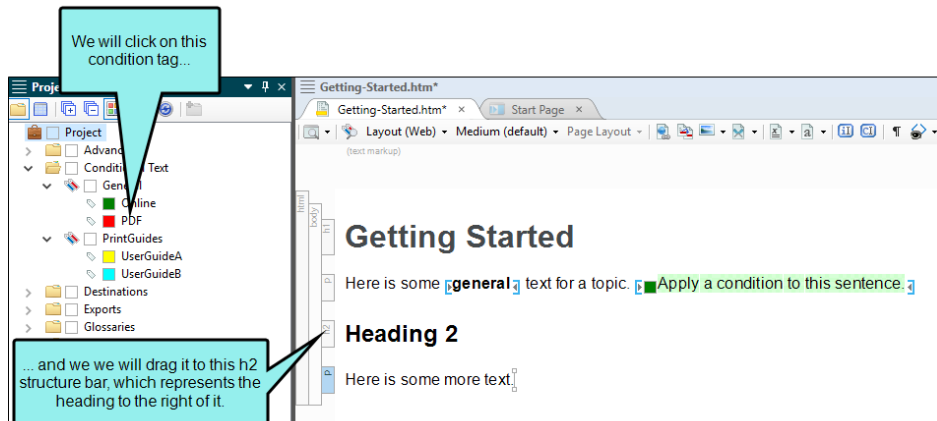 We will click on this
condition tag...
Proje
Getting-Started.htm*
Getting-Started.htm* × Start Page ×
Layout (Web) Medium (default) Page Layout
(text markup)
Project
Advanc
Condition Text
General
Online
PDF
PrintGuides
UserGuideA
UserGuideB
Destinations
Exports
Glossaries
html
body
h1
Getting Started
p
Here is some general text for a topic. Apply a condition to this sentence.
h2
Heading 2
p
Here is some more text.
... and we we will drag it to this h2
structure bar, which represents the
heading to the right of it.